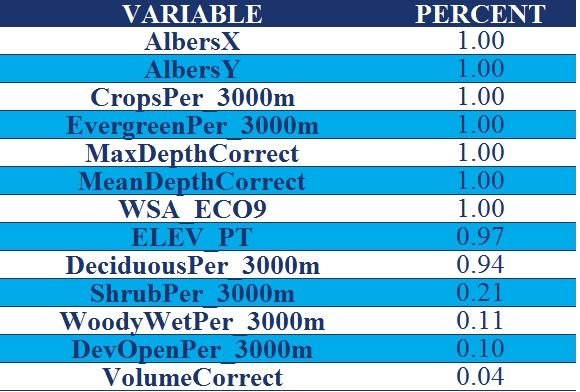 VARIABLE PERCENT
AlbersX 1.00
AlbersY 1.00
CropsPer_3000m 1.00
EvergreenPer_3000m 1.00
MaxDepthCorrect 1.00
MeanDepthCorrect 1.00
WSA_ECO9 1.00
ELEV_PT 0.97
DeciduousPer_3000m 0.94
ShrubPer_3000m 0.21
WoodyWetPer_3000m 0.11
DevOpenPer_3000m 0.10
VolumeCorrect 0.04